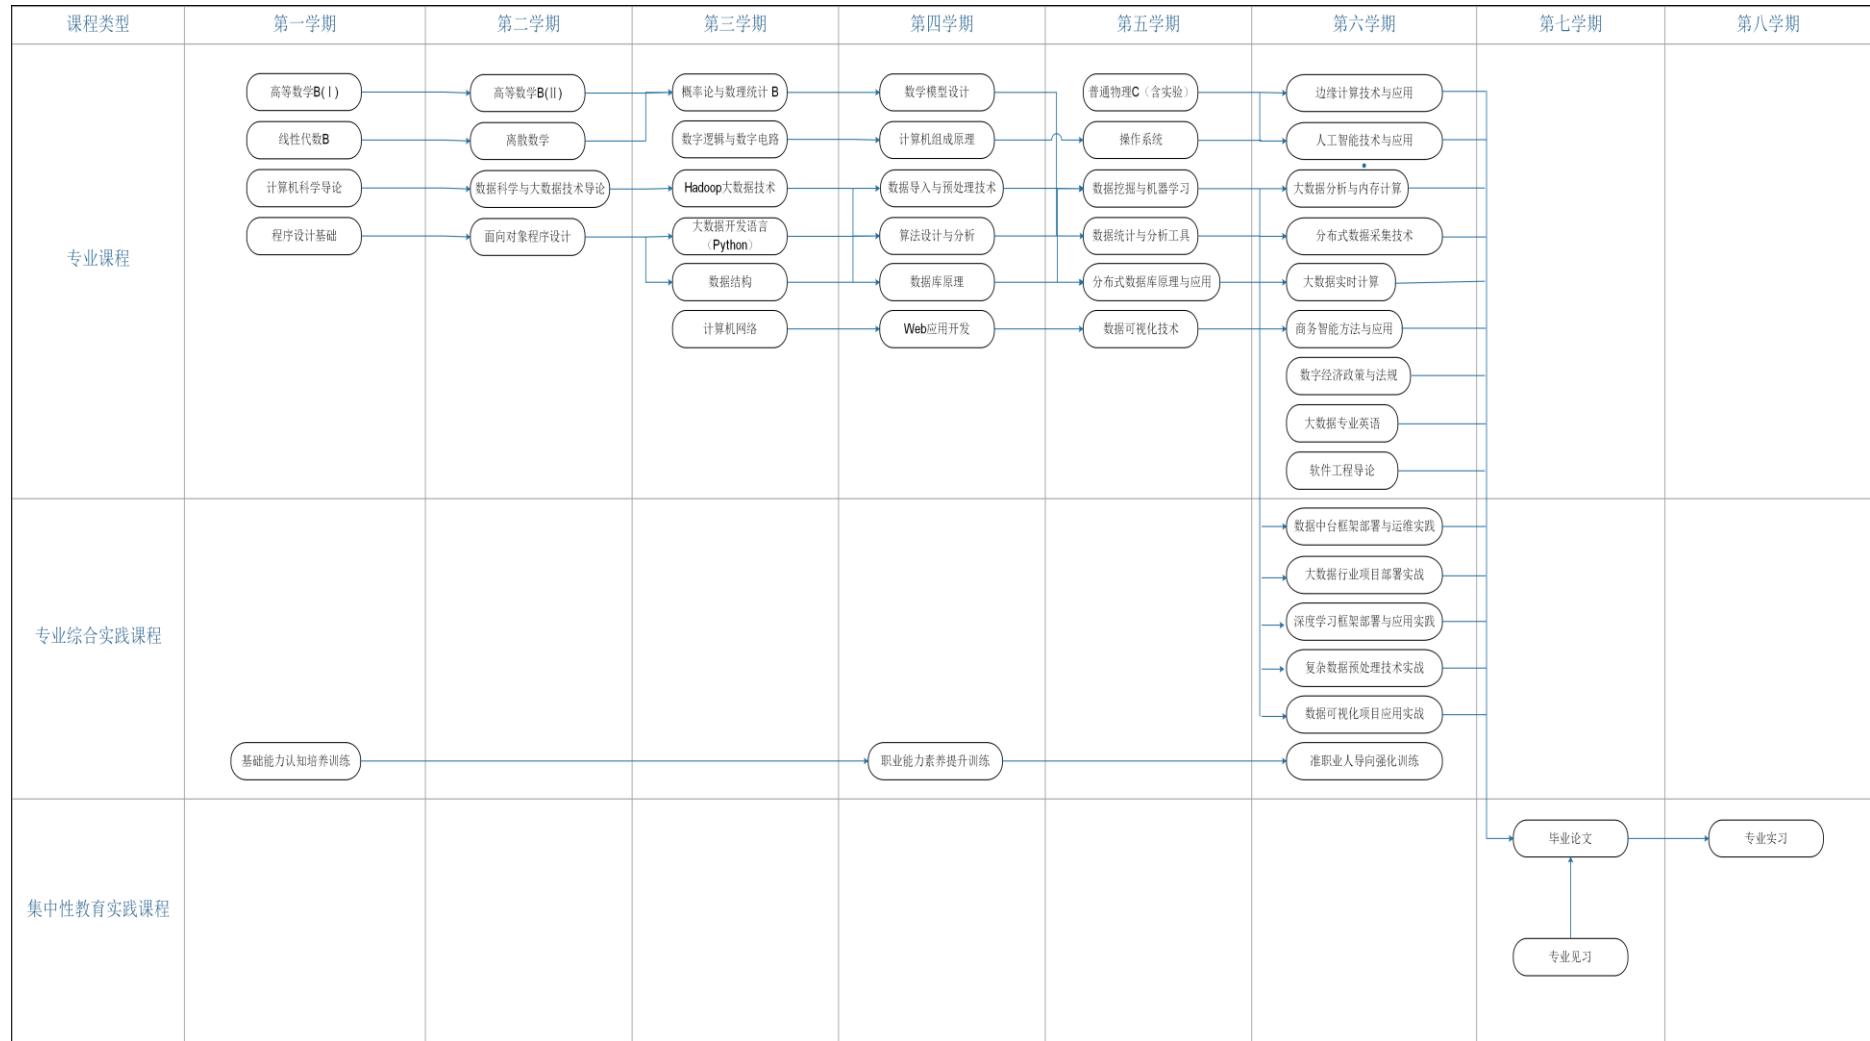 课程类型
第一学期
第二学期
第三学期
第四学期
第五学期
第六学期
第七学期
第八学期
专业课程
高等数学B(Ⅰ)
高等数学B(Ⅱ)
概率论与数理统计 B
数学模型设计
普通物理C（含实验）
边缘计算技术与应用
线性代数B
离散数学
数字逻辑与数字电路
计算机组成原理
操作系统
人工智能技术与应用
计算机科学导论
数据科学与大数据技术导论
Hadoop大数据技术
数据导入与预处理技术
数据挖掘与机器学习
大数据分析与内存计算
程序设计基础
面向对象程序设计
大数据开发语言
（Python）
算法设计与分析
数据统计与分析工具
分布式数据采集技术
数据结构
数据库原理
分布式数据库原理与应用
大数据实时计算
计算机网络
Web应用开发
数据可视化技术
商务智能方法与应用
数字经济政策与法规
大数据专业英语
软件工程导论
专业综合实践课程
数据中台框架部署与运维实践
大数据行业项目部署实战
深度学习框架部署与应用实践
复杂数据预处理技术实战
数据可视化项目应用实战
基础能力认知培养训练
职业能力素养提升训练
准职业人导向强化训练
集中性教育实践课程
毕业论文
专业实习
专业见习